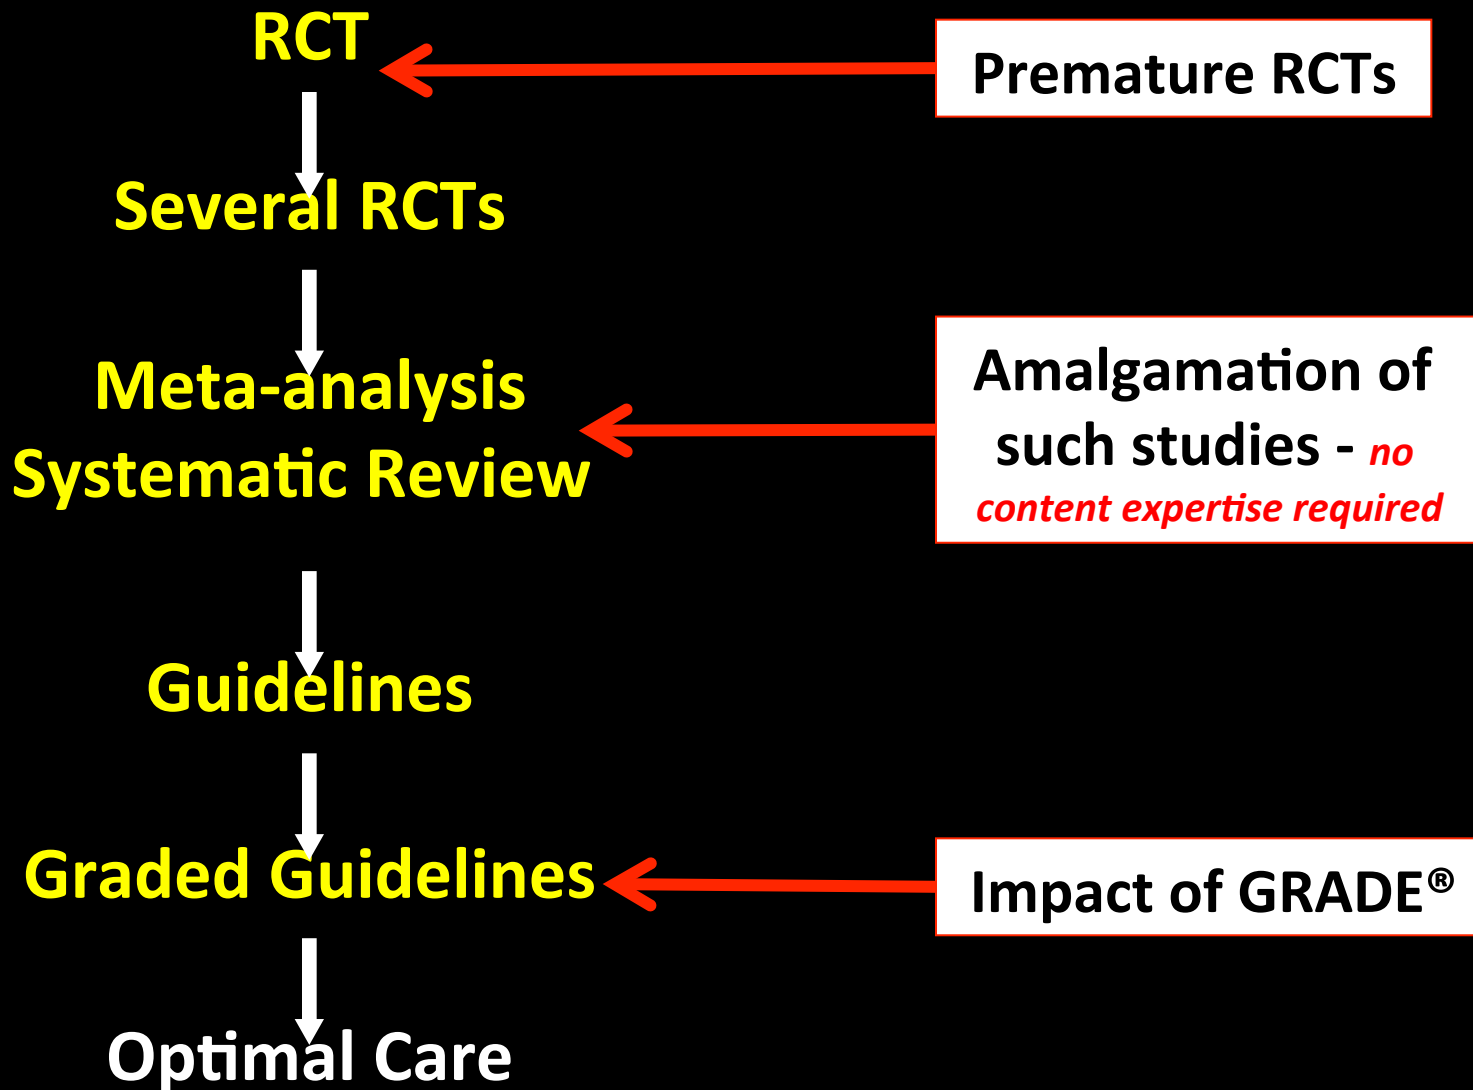 RCT
Premature RCTs
Several RCTs
Meta-analysis
Systematic Review
Amalgamation of
such studies - no
content expertise required
Guidelines
Graded Guidelines
Impact of GRADE®
Optimal Care